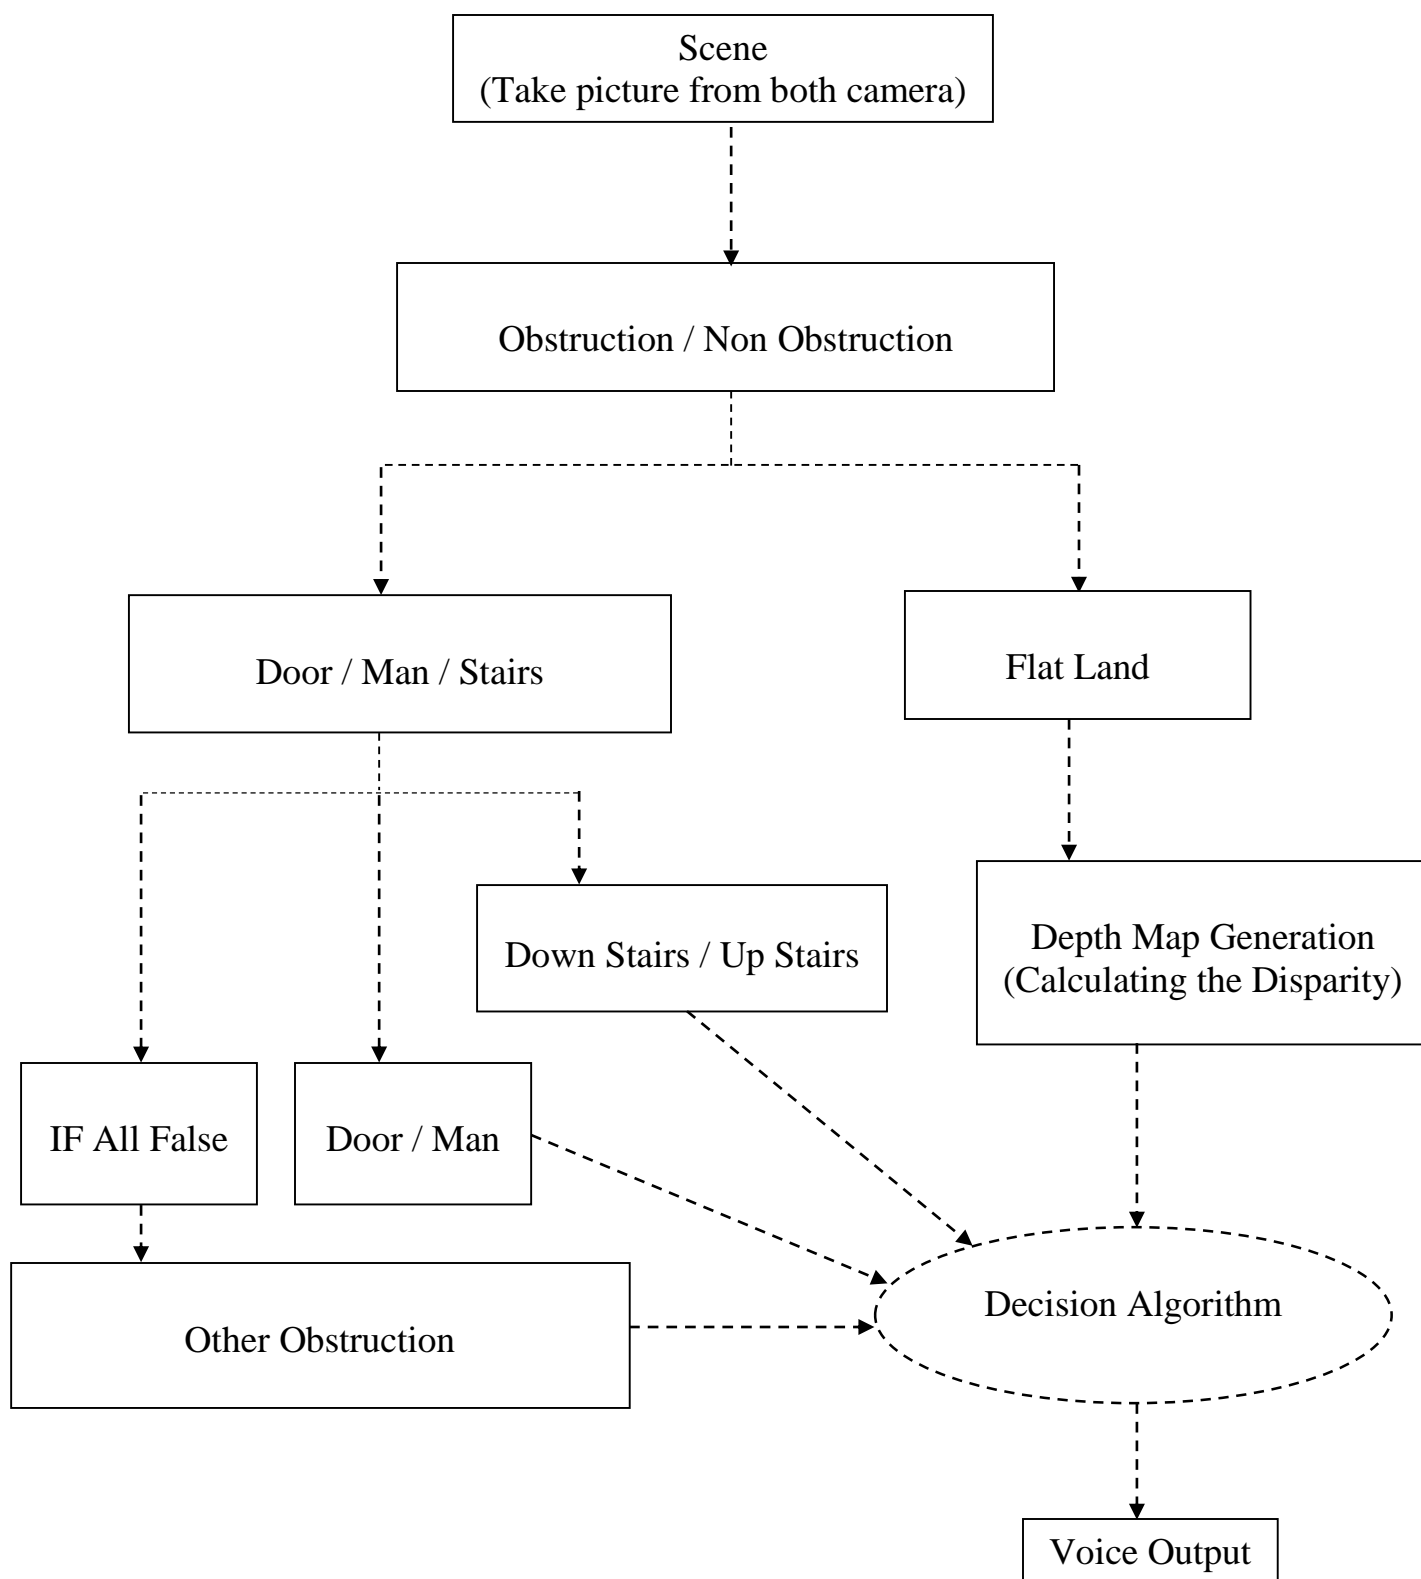 Scene
(Take picture from both camera)
Obstruction / Non Obstruction
Door / Man / Stairs
Flat Land
Down Stairs / Up Stairs
Depth Map Generation
(Calculating the Disparity)
IF All False
Door / Man
Other Obstruction
Decision Algorithm
Voice Output